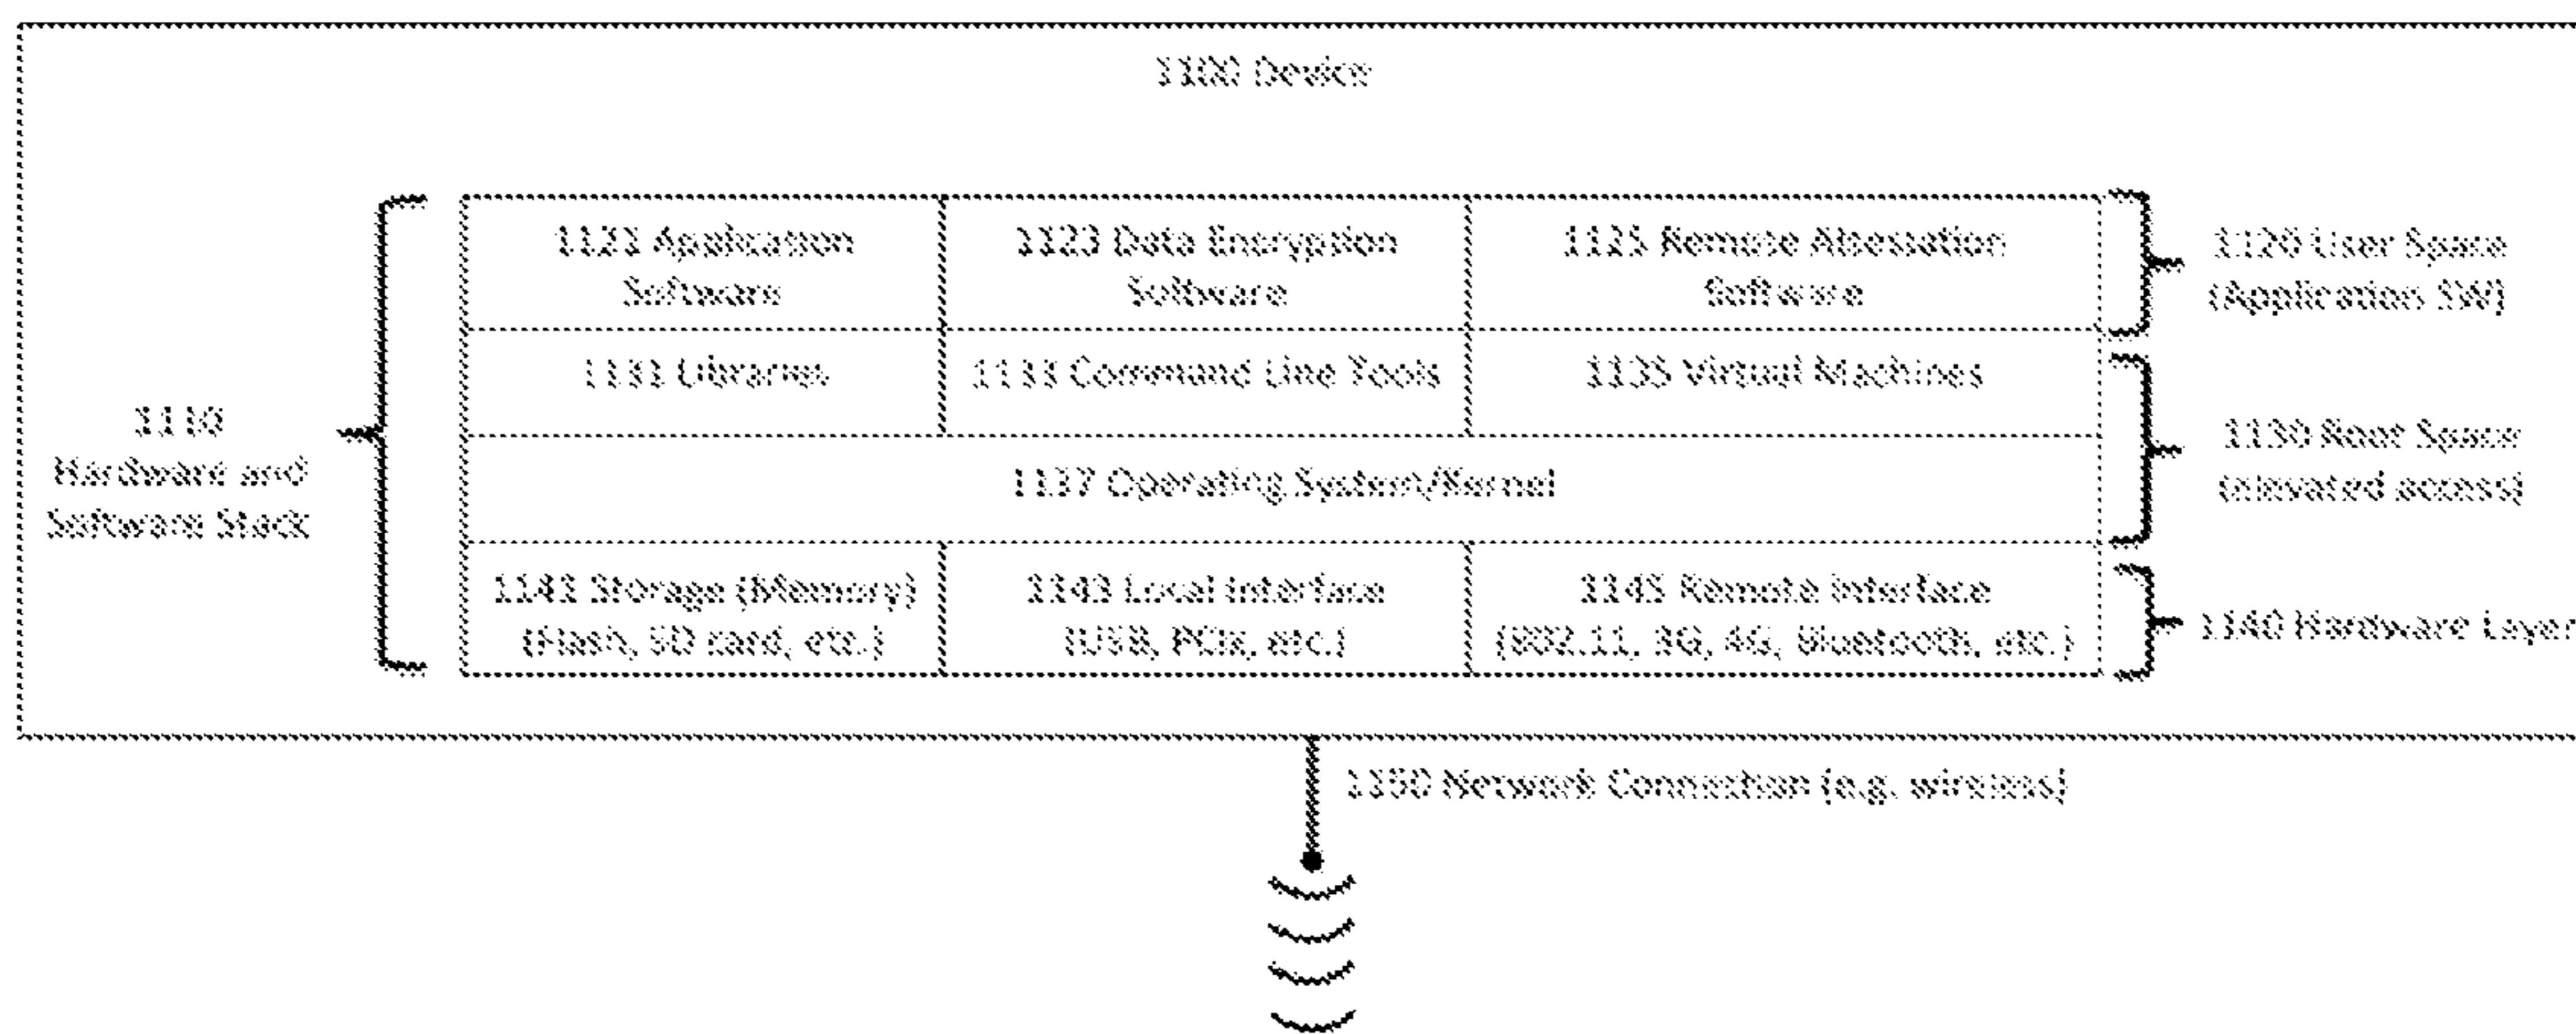 1100 Device
1121 Application
Software
1123 Data Encryption
Software
1125 Remote Attestation
Software
1120 User Space
(Application SW)
1131 Libraries
1133 Command Line Tools
1135 Virtual Machines
1110
Hardware and
Software Stack
1130 Root Space
(elevated access)
1137 Operating System/Kernel
1141 Storage (Memory)
(Flash, SD card, etc.)
1143 Local Interface
(USB, PCIx, etc.)
1145 Remote Interface
(802.11, 3G, 4G, Bluetooth, etc.)
1140 Hardware Layer
1150 Network Connection (e.g. wireless)